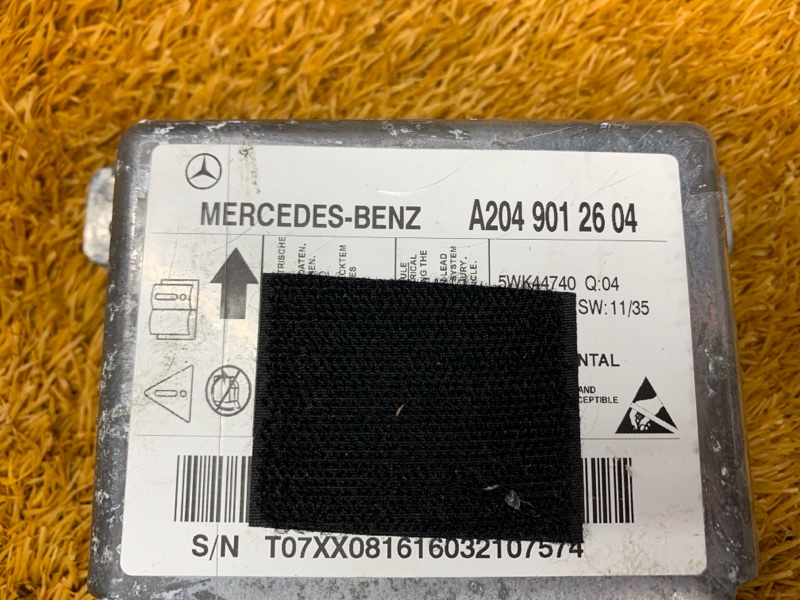 MERCEDES-BENZ A204 901 26 04
5WK44740 Q:04
SW: 11/35
NTAL
AND
CEPTIBLE
S/N T07XX081616032107574